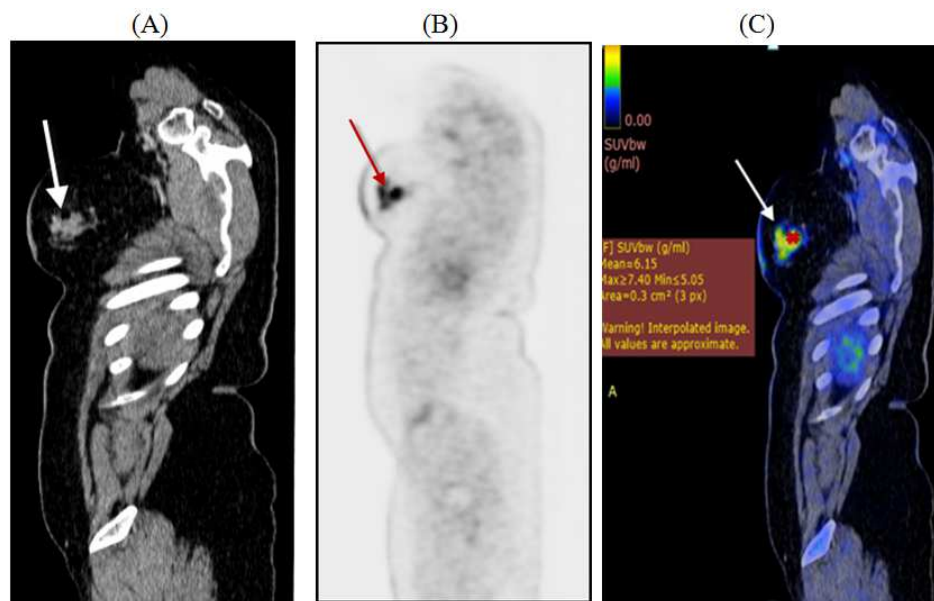 (A)
(B)
(C)
0.00
SUVbw
(g/ml)
[F] SUVbw (g/ml)
Mean=6.15
Max≥7.40 Min≤5.05
Area=0.3 cm² (3 px)
Warning! Interpolated image.
All values are approximate.
A